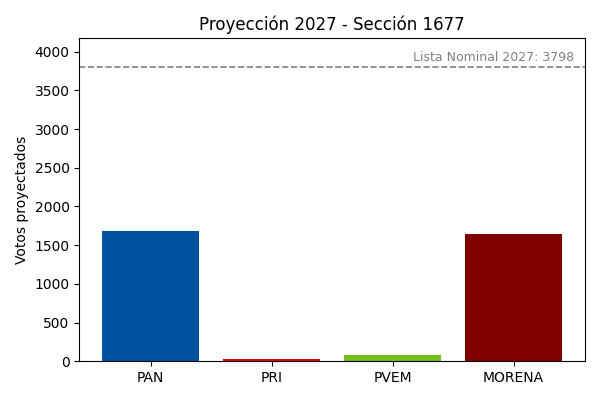 Proyección 2027 - Sección 1677
Votos proyectados
4000
3500
3000
2500
2000
1500
1000
500
0
Lista Nominal 2027: 3798
PAN
PRI
PVEM
MORENA